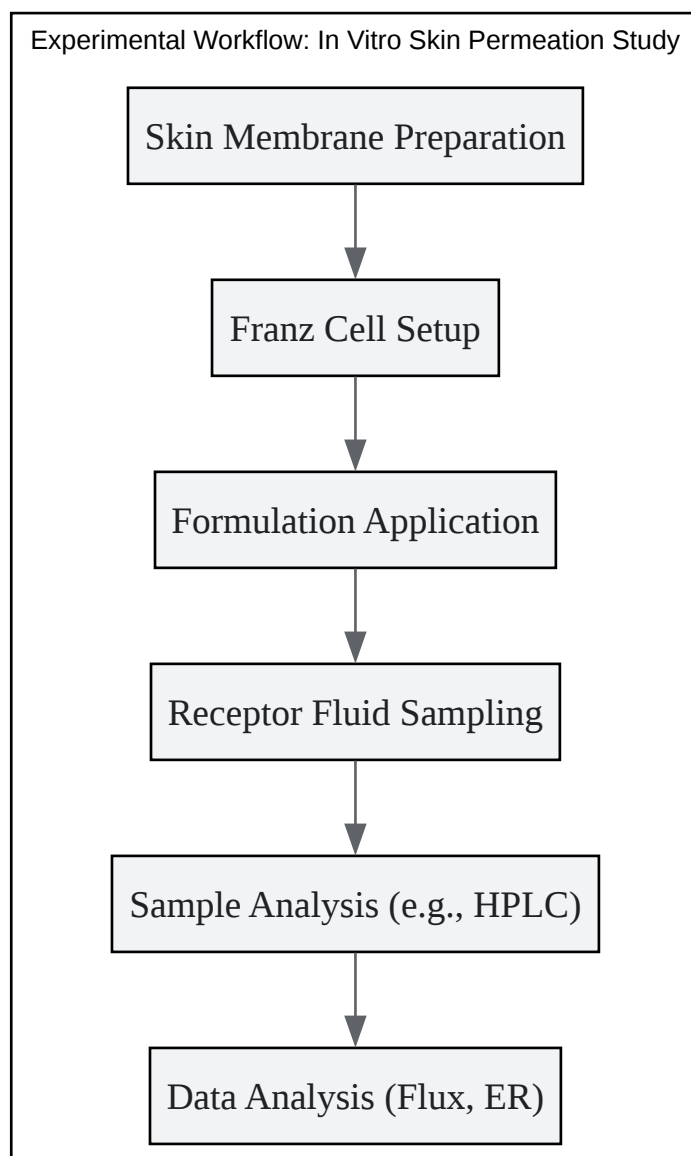 Experimental Workflow: In Vitro Skin Permeation Study
Skin Membrane Preparation
Franz Cell Setup
Formulation Application
Receptor Fluid Sampling
Sample Analysis (e.g., HPLC)
Data Analysis (Flux, ER)